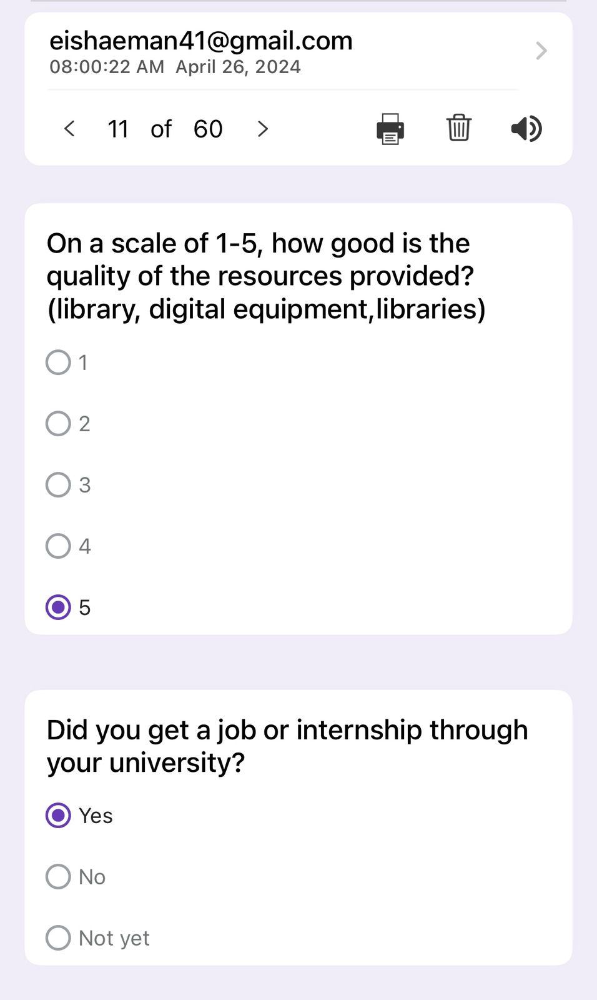 eishaeman41@gmail.com
08:00:22 AM April 26, 2024
11 of 60
On a scale of 1-5, how good is the
quality of the resources provided?
(library, digital equipment,libraries)
1
2
3
4
5
Did you get a job or internship through
your university?
Yes
No
Not yet